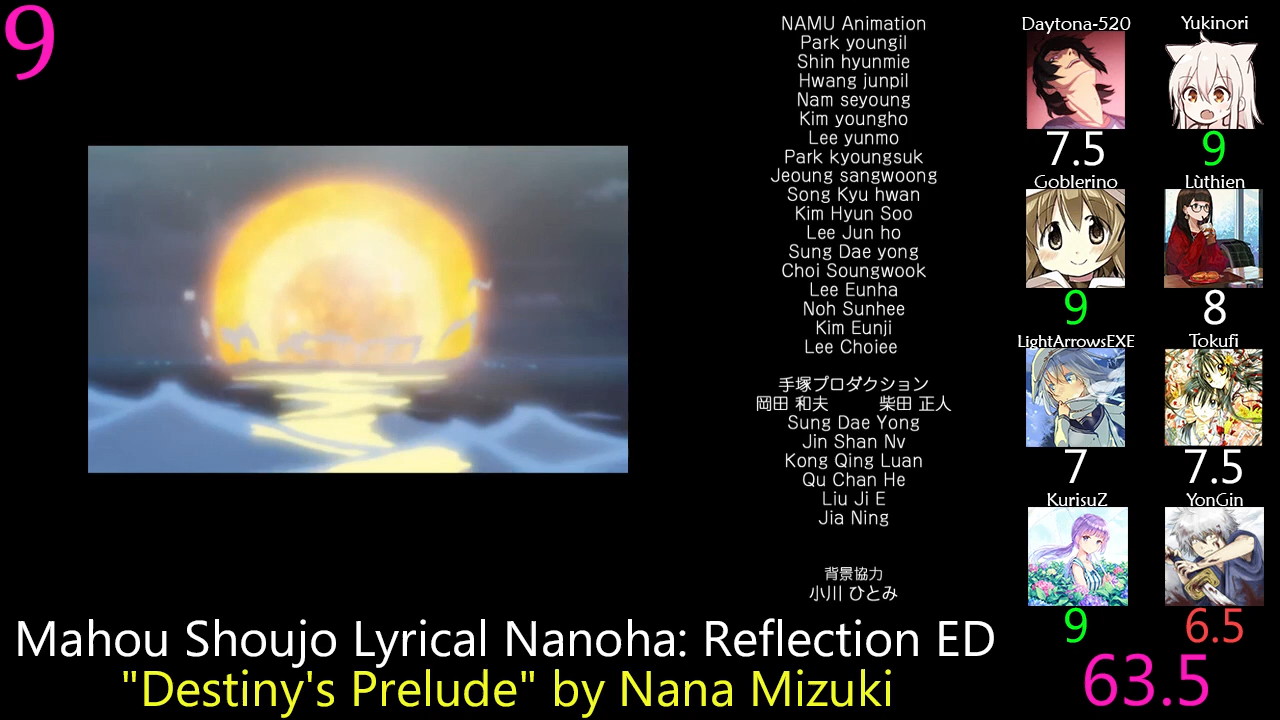 9
NAMU Animation
Park youngil
Shin hyunmie
Hwang junpil
Nam seyoung
Kim youngho
Lee yunmo
Park kyoungsuk
Jeoung sangwoong
Song Kyu hwan
Kim Hyun Soo
Lee Jun ho
Sung Dae yong
Choi Soungwook
Lee Eunha
Noh Sunhee
Kim Eunji
Lee Choiee
手塚プロダクション
岡田 和夫 柴田 正人
Sung Dae Yong
Jin Shan Nv
Kong Qing Luan
Qu Chan He
Liu Ji E
Jia Ning
背景協力
小川 ひとみ
Daytona-520 Yukinori
7.5 9
Goblerino Lùthien
9 8
LightArrowsEXE Tokufi
7 7.5
KurisuZ YonGin
9 6.5
63.5
Mahou Shoujo Lyrical Nanoha: Reflection ED
"Destiny's Prelude" by Nana Mizuki